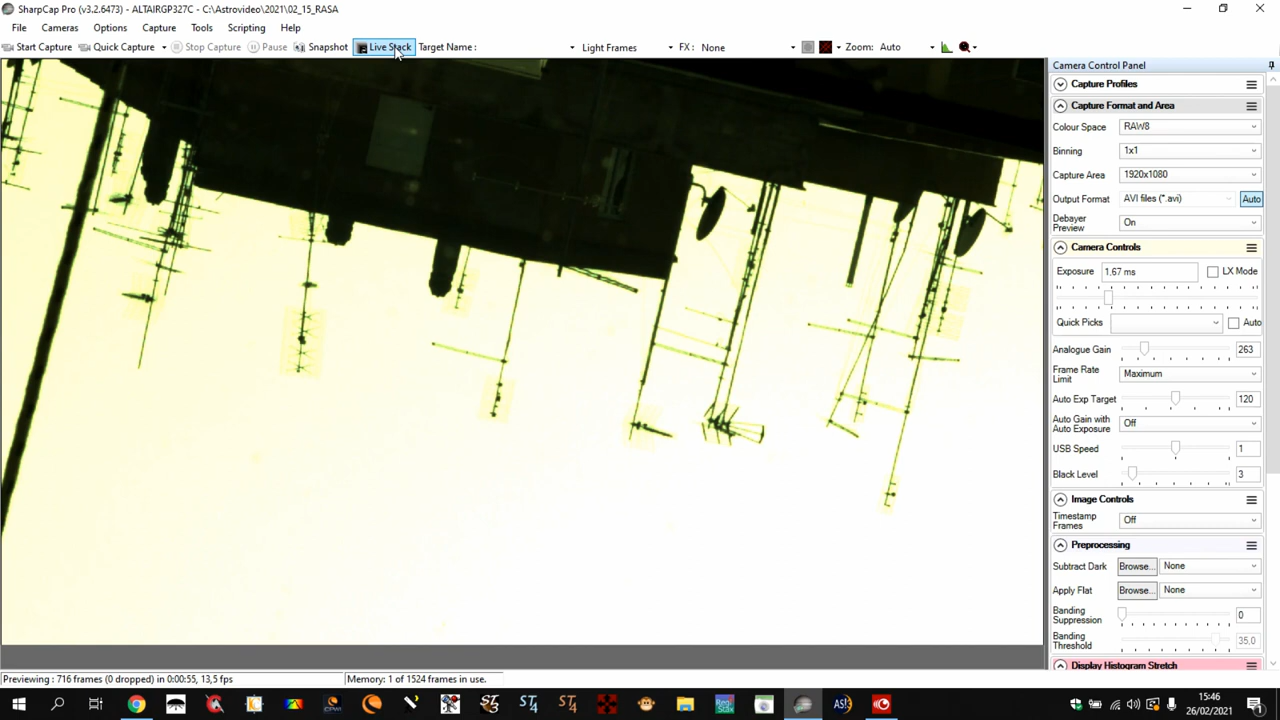 SharpCap Pro (v3.2.6473) - ALTAIRGP327C - C:\Astrovideo\2021\02_15_RASA
File Cameras Options Capture Tools Scripting Help
Start Capture Quick Capture Stop Capture Pause Snapshot Live Stack Target Name : Light Frames FX : None Zoom: Auto
Camera Control Panel
Capture Profiles
Capture Format and Area
Colour Space RAW8
Binning 1x1
Capture Area 1920x1080
Output Format AVI files (*.avi) Auto
Debayer Preview On
Camera Controls
Exposure 1.67 ms LX Mode
Quick Picks Auto
Analogue Gain 263
Frame Rate Limit Maximum
Auto Exp Target 120
Auto Gain with Auto Exposure Off
USB Speed 1
Black Level 3
Image Controls
Timestamp Frames Off
Preprocessing
Subtract Dark Browse... None
Apply Flat Browse... None
Banding Suppression 0
Banding Threshold 35,0
Display Histogram Stretch
Previewing : 716 frames (0 dropped) in 0:00:55, 13,5 fps Memory: 1 of 1524 frames in use.
15:46
26/02/2021